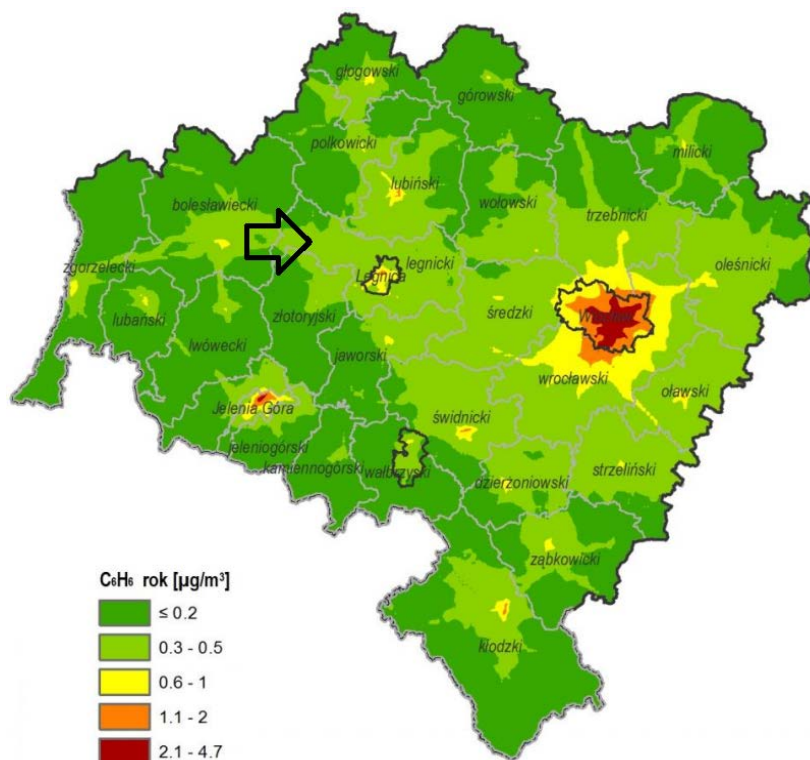 głogowski
górowski
polkowicki
milicki
lubiński
wołowski
bolesławiecki
trzebnicki
legnicki
oleśnicki
zgorzelecki
Legnica
średzki
Wrocław
lubański
złotoryjski
lwówecki
jaworski
wrocławski
oławski
Jelenia Góra
świdnicki
jeleniogórski
kamiennogórski
wałbrzyski
dzierżoniowski
strzeliński
ząbkowicki
kłodzki
C₆H₆ rok [µg/m³]
≤ 0.2
0.3 - 0.5
0.6 - 1
1.1 - 2
2.1 - 4.7